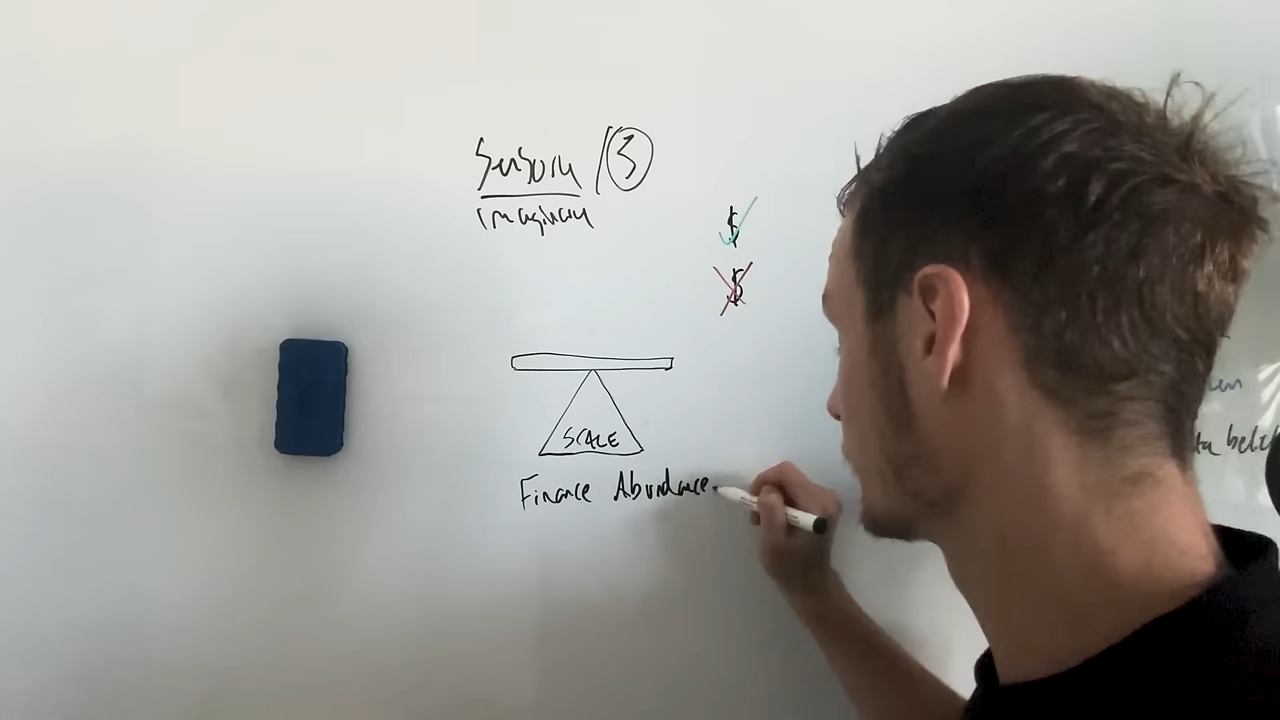 Sensory / 3
imaginary
$
$
SCALE
Finance Abundance